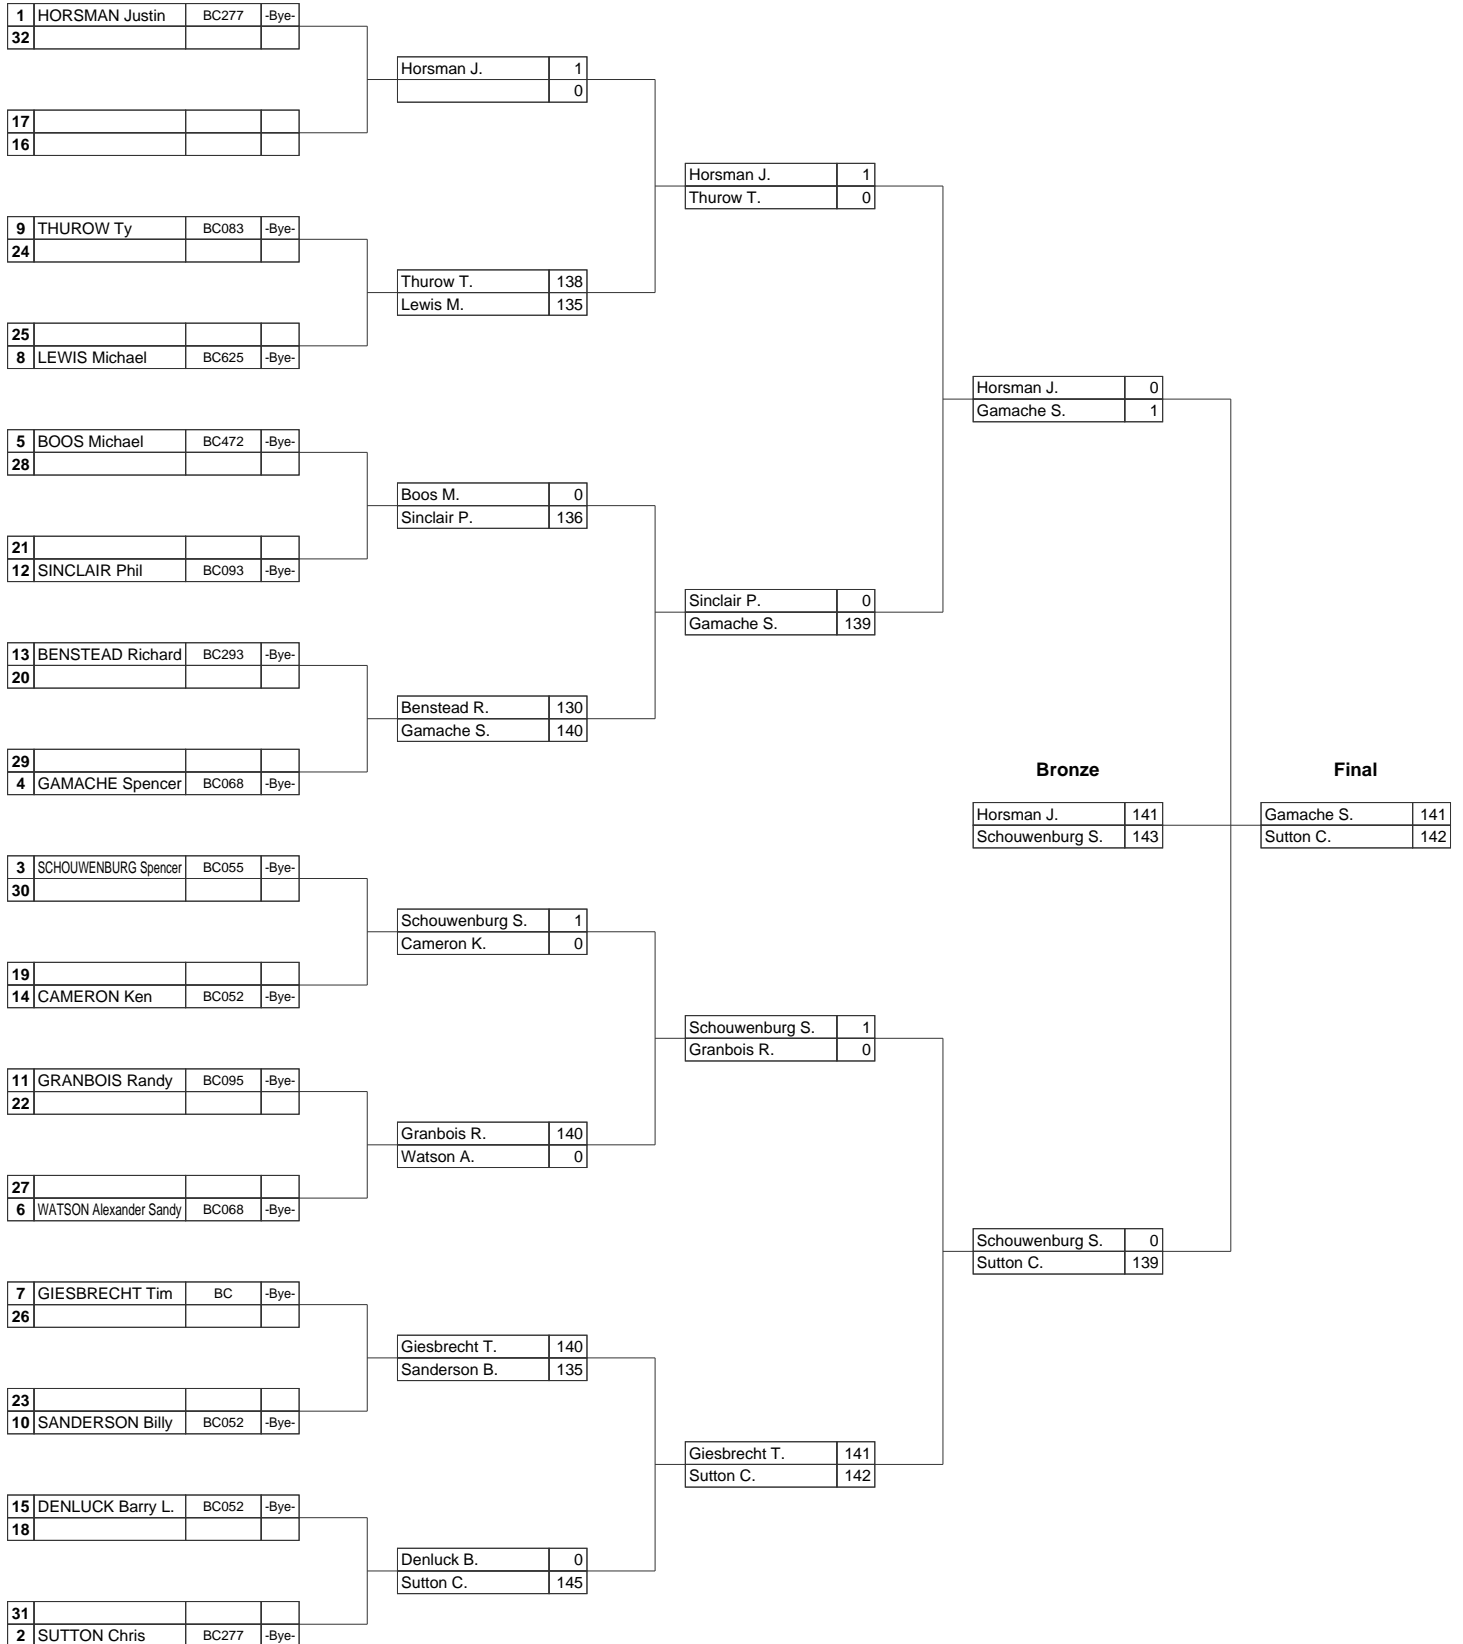 1 HORSMAN Justin BC277 -Bye-
32
17
16
9 THUROW Ty BC083 -Bye-
24
25
8 LEWIS Michael BC625 -Bye-
5 BOOS Michael BC472 -Bye-
28
21
12 SINCLAIR Phil BC093 -Bye-
13 BENSTEAD Richard BC293 -Bye-
20
29
4 GAMACHE Spencer BC068 -Bye-
3 SCHOUWENBURG Spencer BC055 -Bye-
30
19
14 CAMERON Ken BC052 -Bye-
11 GRANBOIS Randy BC095 -Bye-
22
27
6 WATSON Alexander Sandy BC068 -Bye-
7 GIESBRECHT Tim BC -Bye-
26
23
10 SANDERSON Billy BC052 -Bye-
15 DENLUCK Barry L. BC052 -Bye-
18
31
2 SUTTON Chris BC277 -Bye-
Horsman J. 1
0
Thurow T. 138
Lewis M. 135
Boos M. 0
Sinclair P. 136
Benstead R. 130
Gamache S. 140
Schouwenburg S. 1
Cameron K. 0
Granbois R. 140
Watson A. 0
Giesbrecht T. 140
Sanderson B. 135
Denluck B. 0
Sutton C. 145
Horsman J. 1
Thurow T. 0
Sinclair P. 0
Gamache S. 139
Schouwenburg S. 1
Granbois R. 0
Giesbrecht T. 141
Sutton C. 142
Horsman J. 0
Gamache S. 1
Schouwenburg S. 0
Sutton C. 139
Bronze
Horsman J. 141
Schouwenburg S. 143
Final
Gamache S. 141
Sutton C. 142